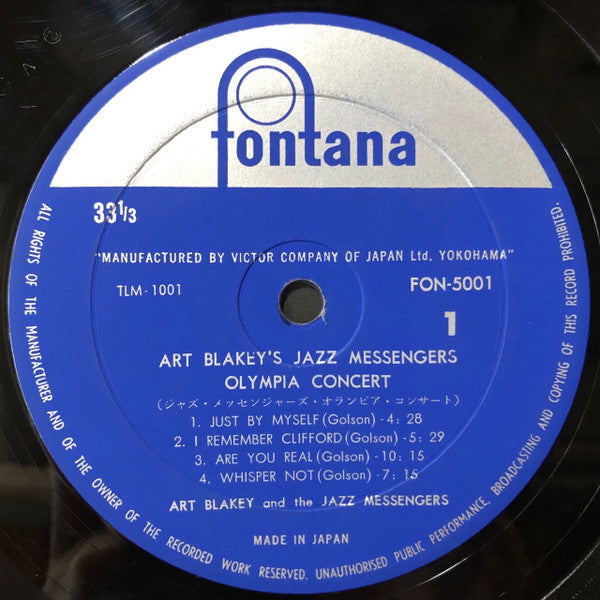 fontana
33 1/3
"MANUFACTURED BY VICTOR COMPANY OF JAPAN Ltd. YOKOHAMA"
TLM-1001
FON-5001
1
ART BLAKEY'S JAZZ MESSENGERS
OLYMPIA CONCERT
(ジャズ・メッセンジャーズ・オランピア・コンサート)
1. JUST BY MYSELF (Golson) - 4: 28
2. I REMEMBER CLIFFORD (Golson) - 5: 29
3. ARE YOU REAL (Golson) - 10: 15
4. WHISPER NOT (Golson) - 7: 15
ART BLAKEY and the JAZZ MESSENGERS
MADE IN JAPAN
ALL RIGHTS OF THE MANUFACTURER AND OF THE OWNER OF THE RECORDED WORK RESERVED. UNAUTHORISED PUBLIC PERFORMANCE, BROADCASTING AND COPYING OF THIS RECORD PROHIBITED.